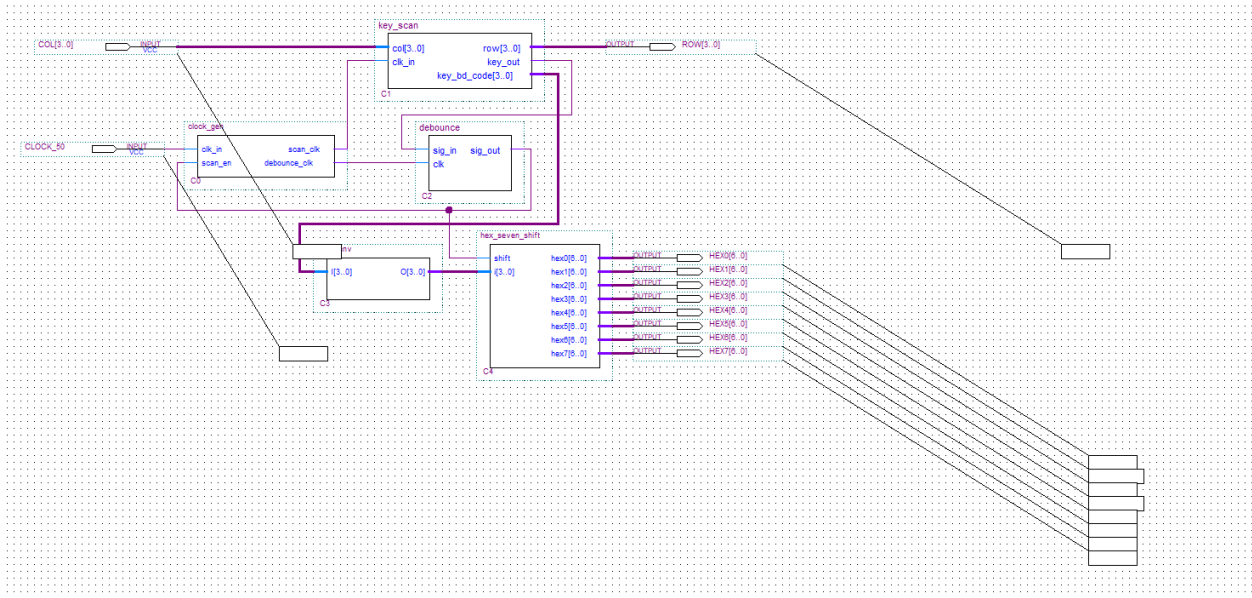 key_scan
COL[3..0]
INPUT
VCC
col[3..0]
row[3..0]
OUTPUT
ROW[3..0]
clk_in
key_out
key_bd_code[3..0]
C1
clock_gen
debounce
CLOCK_50
INPUT
VCC
clk_in
scan_clk
sig_in
sig_out
scan_en
debounce_clk
clk
C0
C2
hex_seven_shift
nv
shift
hex0[6..0]
OUTPUT
HEX0[6..0]
I[3..0]
O[3..0]
i[3..0]
hex1[6..0]
OUTPUT
HEX1[6..0]
hex2[6..0]
OUTPUT
HEX2[6..0]
C3
hex3[6..0]
OUTPUT
HEX3[6..0]
hex4[6..0]
OUTPUT
HEX4[6..0]
hex5[6..0]
OUTPUT
HEX5[6..0]
hex6[6..0]
OUTPUT
HEX6[6..0]
hex7[6..0]
OUTPUT
HEX7[6..0]
C4